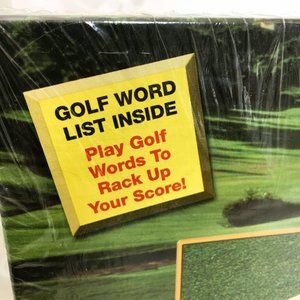 GOLF WORD
LIST INSIDE
Play Golf
Words To
Rack Up
Your Score!